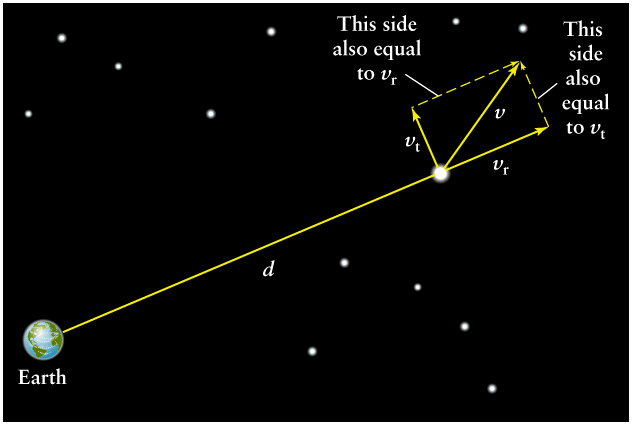 This side
also equal
to vr
This
side
also
equal
to vt
v
vt
vr
d
Earth